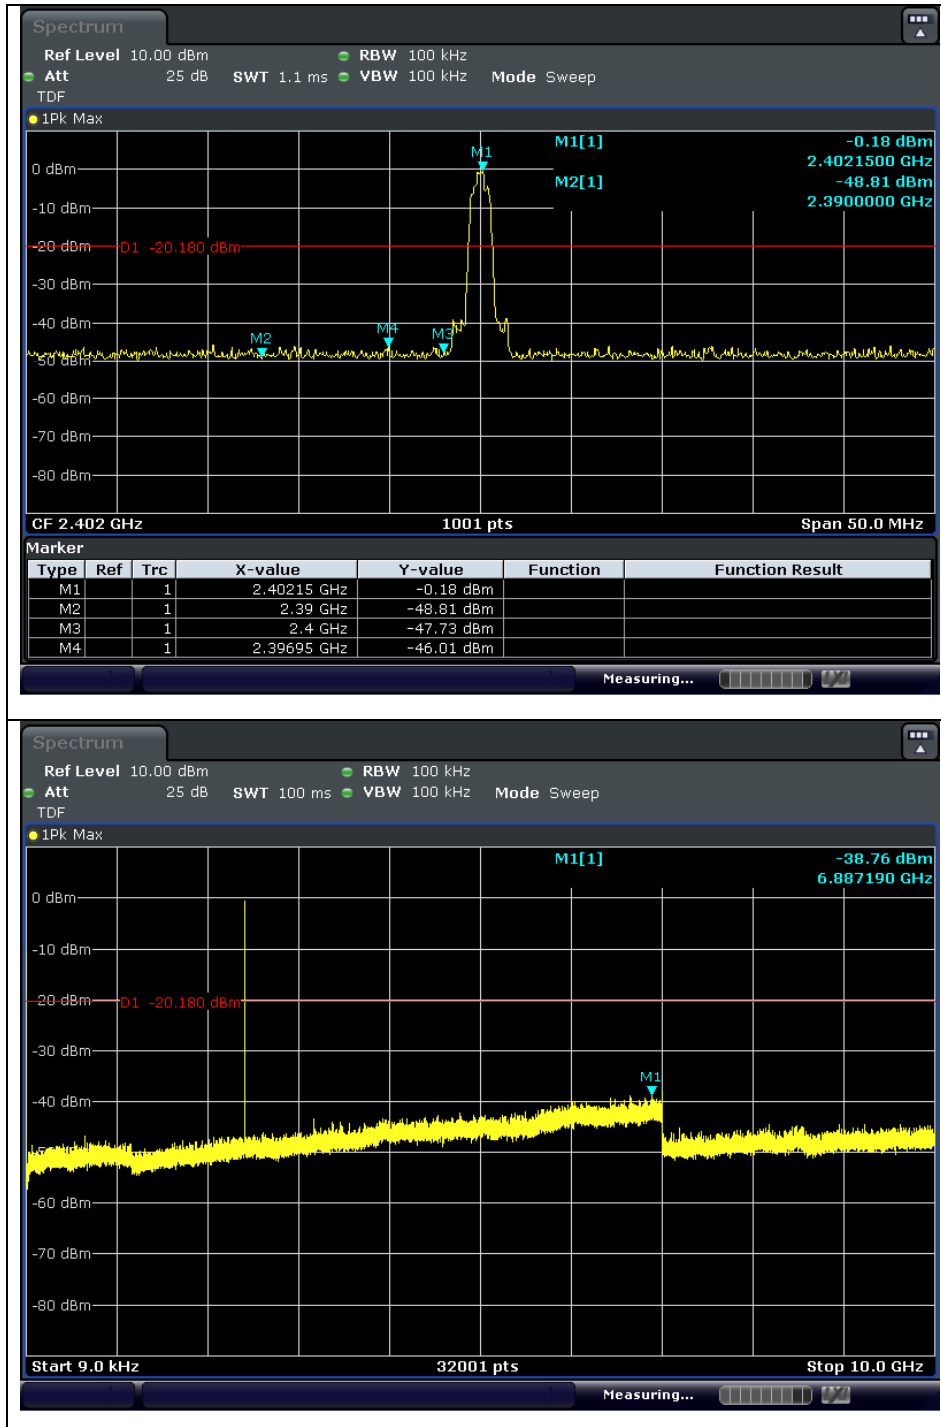 Spectrum
Ref Level 10.00 dBm RBW 100 kHz
Att 25 dB SWT 1.1 ms VBW 100 kHz Mode Sweep
TDF
1Pk Max
M1[1] -0.18 dBm
2.4021500 GHz
M2[1] -48.81 dBm
2.3900000 GHz
M1
0 dBm
-10 dBm
-20 dBm D1 -20.180 dBm
-30 dBm
-40 dBm
M2 M4 M3
-50 dBm
-60 dBm
-70 dBm
-80 dBm
CF 2.402 GHz 1001 pts Span 50.0 MHz
Marker
Type Ref Trc X-value Y-value Function Function Result
M1 1 2.40215 GHz -0.18 dBm
M2 1 2.39 GHz -48.81 dBm
M3 1 2.4 GHz -47.73 dBm
M4 1 2.39695 GHz -46.01 dBm
Measuring...
Spectrum
Ref Level 10.00 dBm RBW 100 kHz
Att 25 dB SWT 100 ms VBW 100 kHz Mode Sweep
TDF
1Pk Max
M1[1] -38.76 dBm
6.887190 GHz
0 dBm
-10 dBm
-20 dBm D1 -20.180 dBm
-30 dBm
M1
-40 dBm
-60 dBm
-70 dBm
-80 dBm
Start 9.0 kHz 32001 pts Stop 10.0 GHz
Measuring...